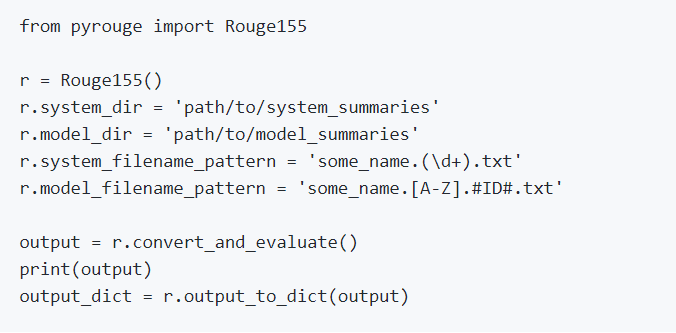 from pyrouge import Rouge155
r = Rouge155()
r.system_dir = 'path/to/system_summaries'
r.model_dir = 'path/to/model_summaries'
r.system_filename_pattern = 'some_name.(\d+).txt'
r.model_filename_pattern = 'some_name.[A-Z].#ID#.txt'
output = r.convert_and_evaluate()
print(output)
output_dict = r.output_to_dict(output)